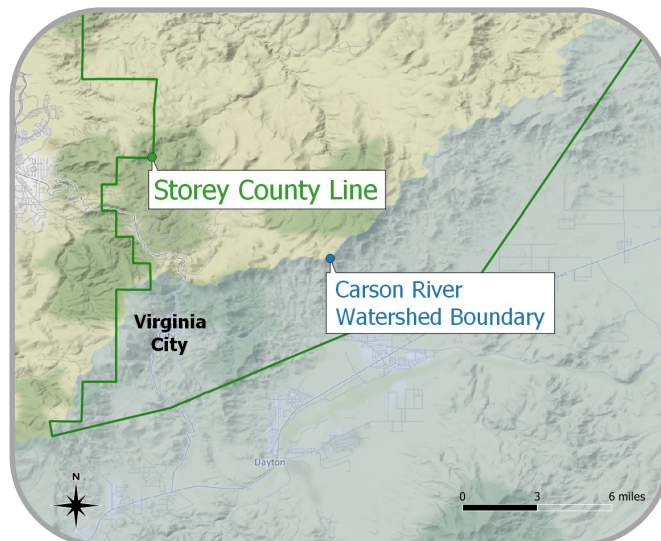 Storey County Line
Carson River
Watershed Boundary
Virginia
City
Dayton
N
0 3 6 miles